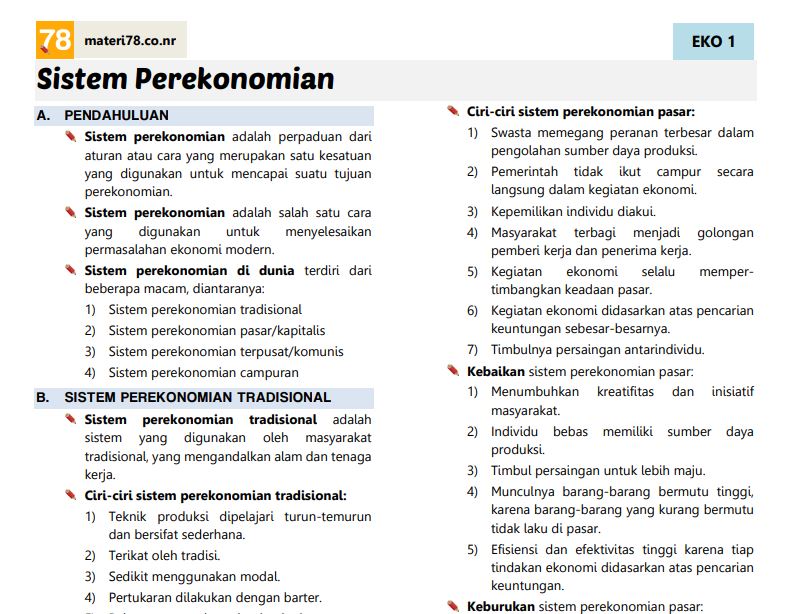 78 materi78.co.nr
EKO 1
Sistem Perekonomian
A. PENDAHULUAN
Sistem perekonomian adalah perpaduan dari
aturan atau cara yang merupakan satu kesatuan
yang digunakan untuk mencapai suatu tujuan
perekonomian.
Sistem perekonomian adalah salah satu cara
yang digunakan untuk menyelesaikan
permasalahan ekonomi modern.
Sistem perekonomian di dunia terdiri dari
beberapa macam, diantaranya:
1) Sistem perekonomian tradisional
2) Sistem perekonomian pasar/kapitalis
3) Sistem perekonomian terpusat/komunis
4) Sistem perekonomian campuran
B. SISTEM PEREKONOMIAN TRADISIONAL
Sistem perekonomian tradisional adalah
sistem yang digunakan oleh masyarakat
tradisional, yang mengandalkan alam dan tenaga
kerja.
Ciri-ciri sistem perekonomian tradisional:
1) Teknik produksi dipelajari turun-temurun
dan bersifat sederhana.
2) Terikat oleh tradisi.
3) Sedikit menggunakan modal.
4) Pertukaran dilakukan dengan barter.
Ciri-ciri sistem perekonomian pasar:
1) Swasta memegang peranan terbesar dalam
pengolahan sumber daya produksi.
2) Pemerintah tidak ikut campur secara
langsung dalam kegiatan ekonomi.
3) Kepemilikan individu diakui.
4) Masyarakat terbagi menjadi golongan
pemberi kerja dan penerima kerja.
5) Kegiatan ekonomi selalu memper-
timbangkan keadaan pasar.
6) Kegiatan ekonomi didasarkan atas pencarian
keuntungan sebesar-besarnya.
7) Timbulnya persaingan antarindividu.
Kebaikan sistem perekonomian pasar:
1) Menumbuhkan kreatifitas dan inisiatif
masyarakat.
2) Individu bebas memiliki sumber daya
produksi.
3) Timbul persaingan untuk lebih maju.
4) Munculnya barang-barang bermutu tinggi,
karena barang-barang yang kurang bermutu
tidak laku di pasar.
5) Efisiensi dan efektivitas tinggi karena tiap
tindakan ekonomi didasarkan atas pencarian
keuntungan.
Keburukan sistem perekonomian pasar: